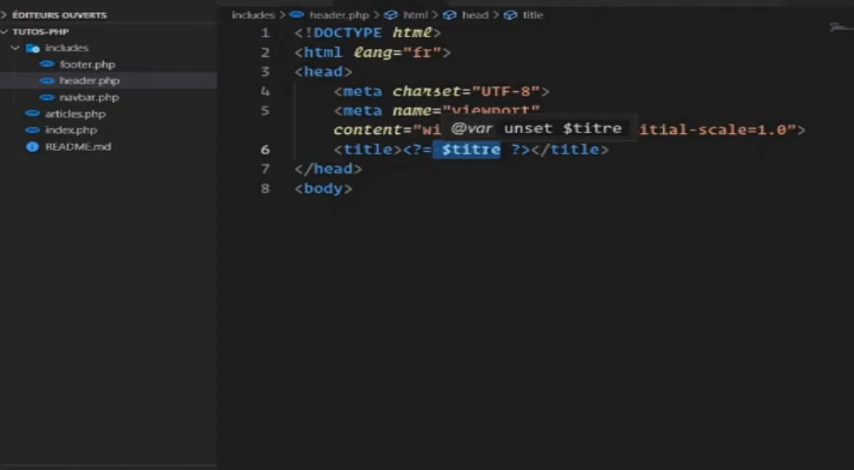 ÉDITEURS OUVERTS
TUTOS-PHP
includes
footer.php
header.php
navbar.php
articles.php
index.php
README.md
includes > header.php > html > head > title
1 <!DOCTYPE html>
2 <html lang="fr">
3 <head>
4 <meta charset="UTF-8">
5 <meta name="viewport"
content="wi itial-scale=1.0">
@var unset $titre
6 <title><?= $titre ?></title>
7 </head>
8 <body>